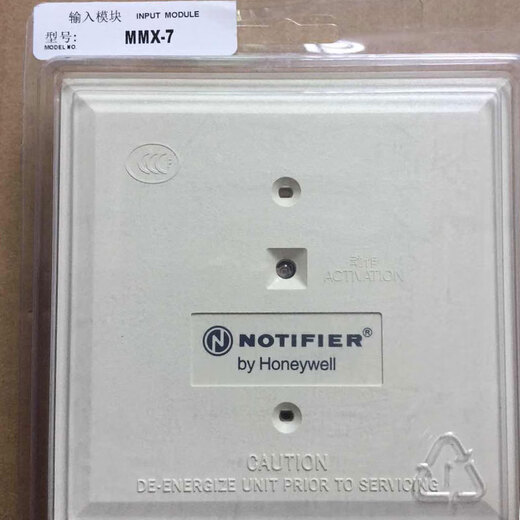 输入模块 INPUT MODULE
型号: MMX-7
MODEL NO.
CCC F
动作
ACTIVATION
N NOTIFIER®
by Honeywell
CAUTION
DE-ENERGIZE UNIT PRIOR TO SERVICING